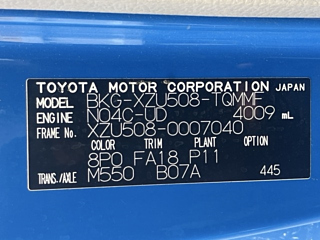 TOYOTA MOTOR CORPORATION JAPAN
MODEL BKG-XZU508-TQMMF
ENGINE N04C-UD 4009 mL
FRAME No. XZU508-0007040
COLOR TRIM PLANT OPTION
8P0 FA18 P11
TRANS./AXLE M550 B07A 445